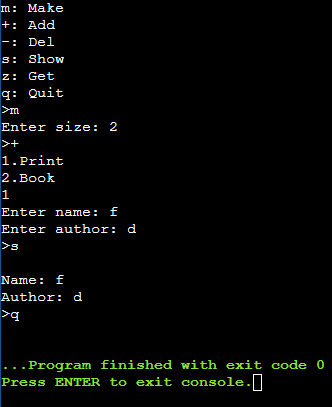 m: Make
+: Add
-: Del
s: Show
z: Get
q: Quit
>m
Enter size: 2
>+
1.Print
2.Book
1
Enter name: f
Enter author: d
>s
Name: f
Author: d
>q
...Program finished with exit code 0
Press ENTER to exit console.